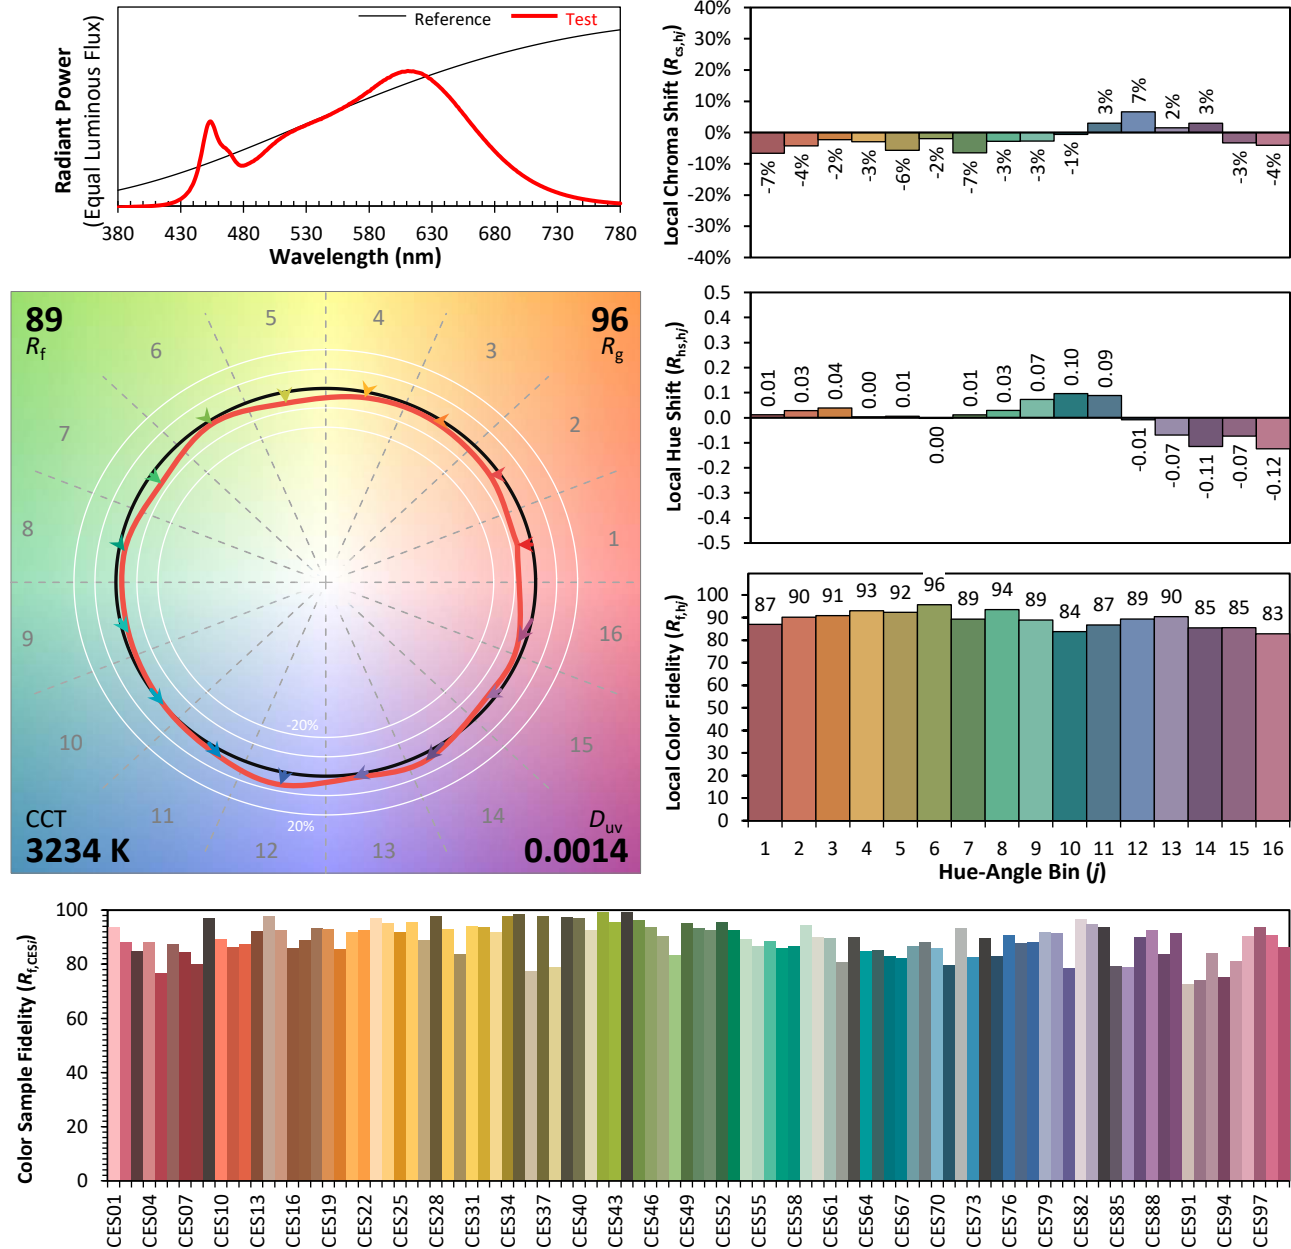 Reference
Test
Radiant Power
(Equal Luminous Flux)
380 430 480 530 580 630 680 730 780
Wavelength (nm)
Local Chroma Shift (Rcs,hj)
40%
30%
20%
10%
0%
-10%
-20%
-30%
-40%
-7% -4% -2% -3% -6% -2% -7% -3% -3% -1% 3% 7% 2% 3% -3% -4%
Local Hue Shift (Rhs,hj)
0.5
0.4
0.3
0.2
0.1
0.0
-0.1
-0.2
-0.3
-0.4
-0.5
0.01 0.03 0.04 0.00 0.01 0.00 0.01 0.03 0.07 0.10 0.09 -0.01 -0.07 -0.11 -0.07 -0.12
89
Rf
96
Rg
1
2
3
4
5
6
7
8
9
10
11
12
13
14
15
16
-20%
20%
CCT
3234 K
Duv
0.0014
Local Color Fidelity (Rf,hj)
100
90
80
70
60
50
40
30
20
10
0
87 90 91 93 92 96 89 94 89 84 87 89 90 85 85 83
1 2 3 4 5 6 7 8 9 10 11 12 13 14 15 16
Hue-Angle Bin (j)
Color Sample Fidelity (Rf,CESi)
100
80
60
40
20
0
CES01 CES04 CES07 CES10 CES13 CES16 CES19 CES22 CES25 CES28 CES31 CES34 CES37 CES40 CES43 CES46 CES49 CES52 CES55 CES58 CES61 CES64 CES67 CES70 CES73 CES76 CES79 CES82 CES85 CES88 CES91 CES94 CES97